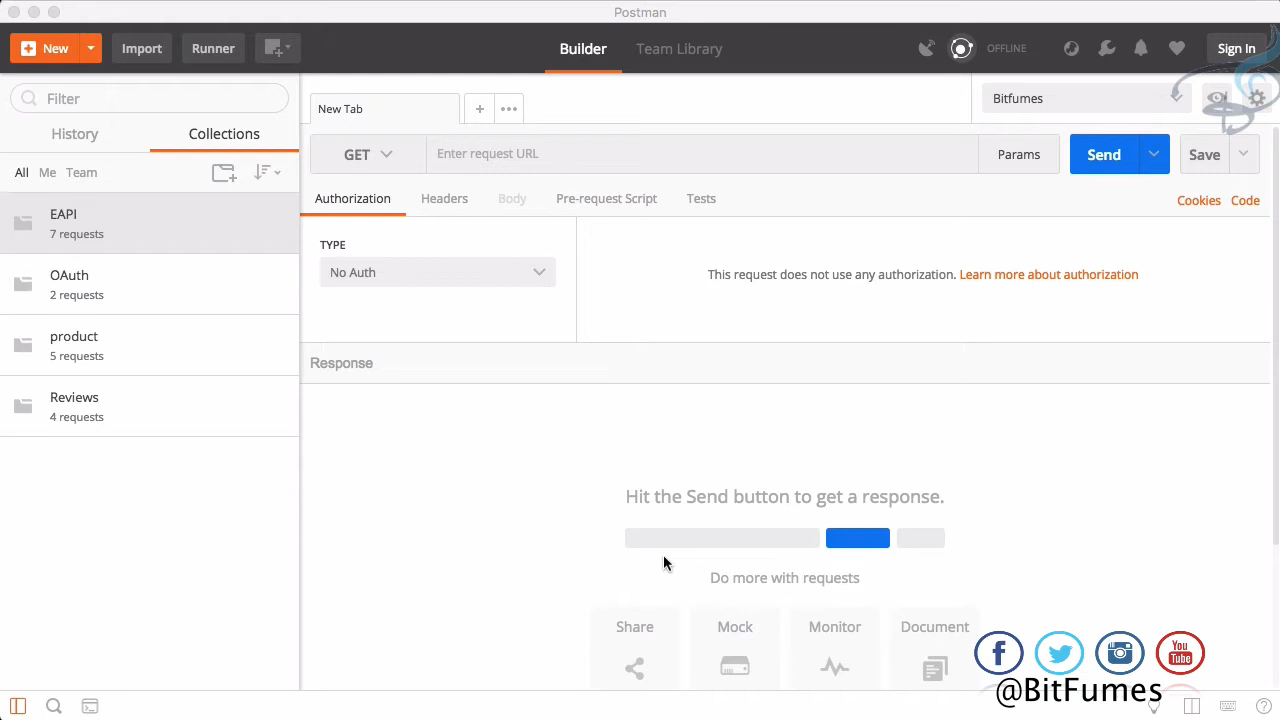 Postman
New
Import
Runner
Builder
Team Library
OFFLINE
Sign In
Filter
New Tab
Bitfumes
History
Collections
GET
Enter request URL
Params
Send
Save
All
Me
Team
Authorization
Headers
Body
Pre-request Script
Tests
Cookies
Code
EAPI
7 requests
OAuth
2 requests
product
5 requests
Reviews
4 requests
TYPE
No Auth
This request does not use any authorization. Learn more about authorization
Response
Hit the Send button to get a response.
Do more with requests
Share
Mock
Monitor
Document
You
Tube
@BitFumes